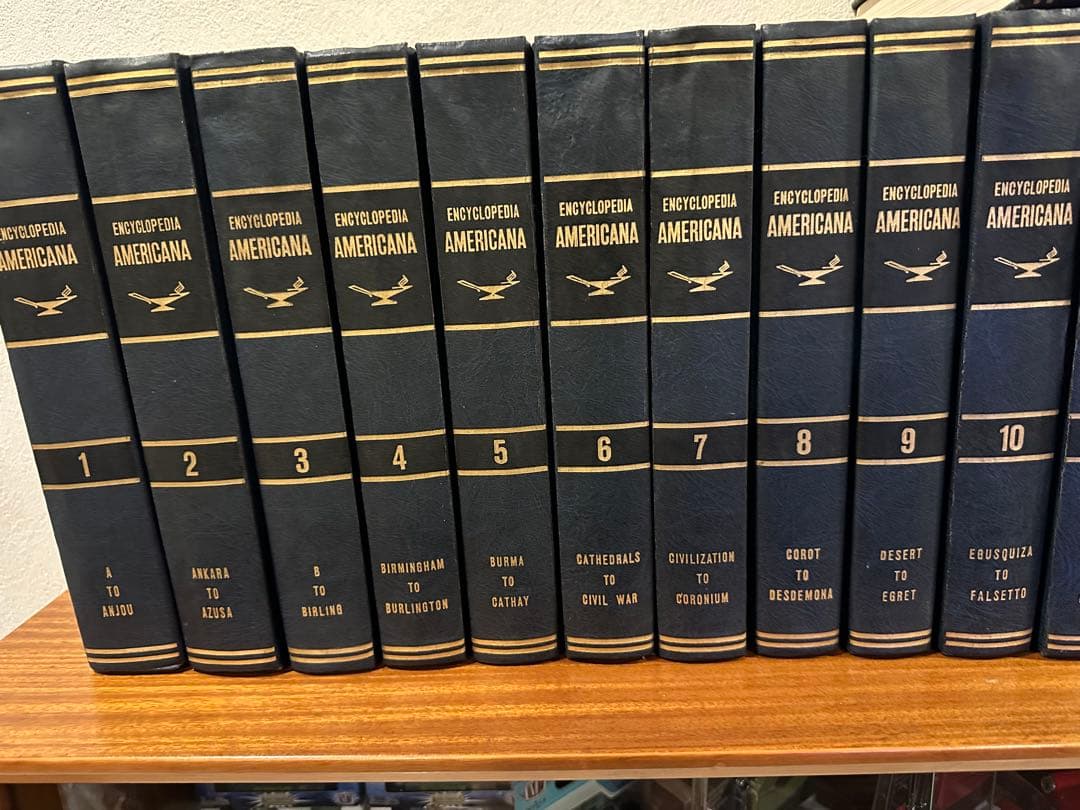 ENCYCLOPEDIA
AMERICANA
1
A
TO
ANJOU
ENCYCLOPEDIA
AMERICANA
2
ANKARA
TO
AZUSA
ENCYCLOPEDIA
AMERICANA
3
B
TO
BIRLING
ENCYCLOPEDIA
AMERICANA
4
BIRMINGHAM
TO
BURLINGTON
ENCYCLOPEDIA
AMERICANA
5
BURMA
TO
CATHAY
ENCYCLOPEDIA
AMERICANA
6
CATHEDRALS
TO
CIVIL WAR
ENCYCLOPEDIA
AMERICANA
7
CIVILIZATION
TO
CORONIUM
ENCYCLOPEDIA
AMERICANA
8
COROT
TO
DESDEMONA
ENCYCLOPEDIA
AMERICANA
9
DESERT
TO
EGRET
ENCYCLOPEDIA
AMERICANA
10
EGUSQUIZA
TO
FALSETTO